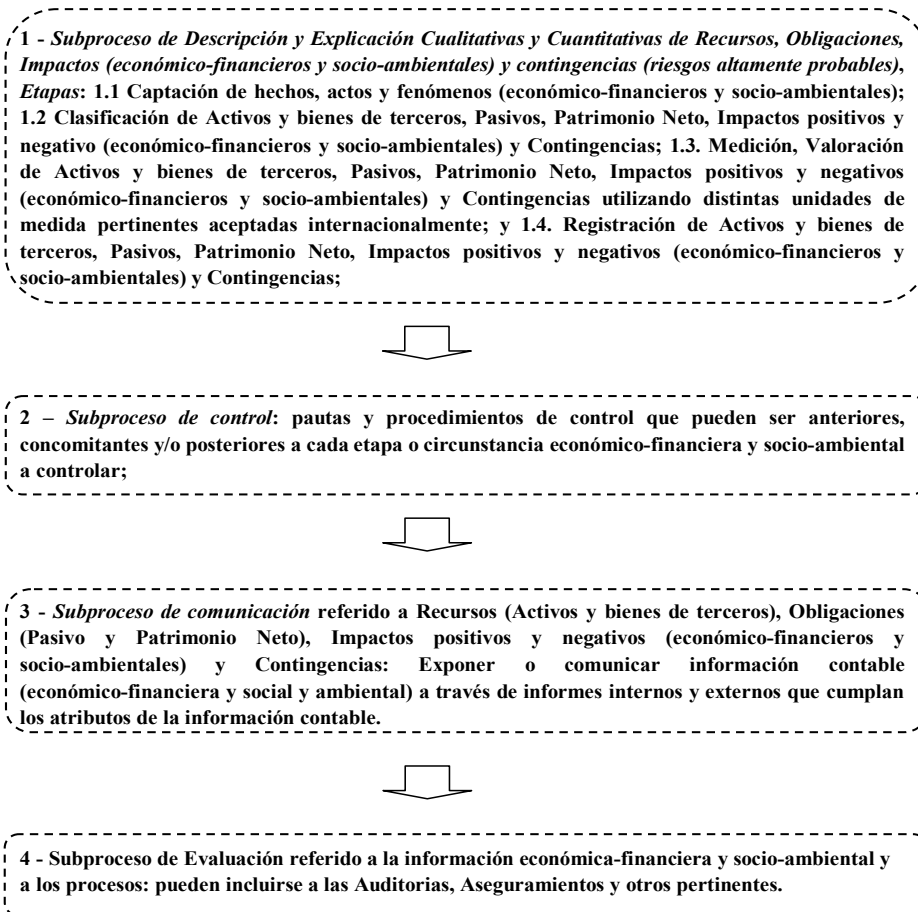 1 - Subproceso de Descripción y Explicación Cualitativas y Cuantitativas de Recursos, Obligaciones,
Impactos (económico-financieros y socio-ambientales) y contingencias (riesgos altamente probables),
Etapas: 1.1 Captación de hechos, actos y fenómenos (económico-financieros y socio-ambientales);
1.2 Clasificación de Activos y bienes de terceros, Pasivos, Patrimonio Neto, Impactos positivos y
negativo (económico-financieros y socio-ambientales) y Contingencias; 1.3. Medición, Valoración
de Activos y bienes de terceros, Pasivos, Patrimonio Neto, Impactos positivos y negativos
(económico-financieros y socio-ambientales) y Contingencias utilizando distintas unidades de
medida pertinentes aceptadas internacionalmente; y 1.4. Registración de Activos y bienes de
terceros, Pasivos, Patrimonio Neto, Impactos positivos y negativos (económico-financieros y
socio-ambientales) y Contingencias;
2 – Subproceso de control: pautas y procedimientos de control que pueden ser anteriores,
concomitantes y/o posteriores a cada etapa o circunstancia económico-financiera y socio-ambiental
a controlar;
3 - Subproceso de comunicación referido a Recursos (Activos y bienes de terceros), Obligaciones
(Pasivo y Patrimonio Neto), Impactos positivos y negativos (económico-financieros y
socio-ambientales) y Contingencias: Exponer o comunicar información contable
(económico-financiera y social y ambiental) a través de informes internos y externos que cumplan
los atributos de la información contable.
4 - Subproceso de Evaluación referido a la información económica-financiera y socio-ambiental y
a los procesos: pueden incluirse a las Auditorias, Aseguramientos y otros pertinentes.